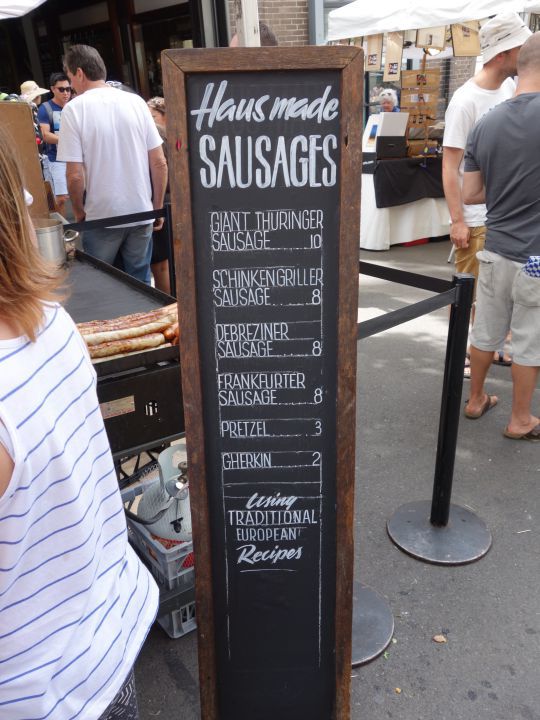 Haus made
SAUSAGES
GIANT THURINGER
SAUSAGE 10
SCHINKENGRILLER
SAUSAGE 8
DEBREZINER
SAUSAGE 8
FRANKFURTER
SAUSAGE 8
PRETZEL 3
GHERKIN 2
Using
TRADITIONAL
EUROPEAN
Recipes